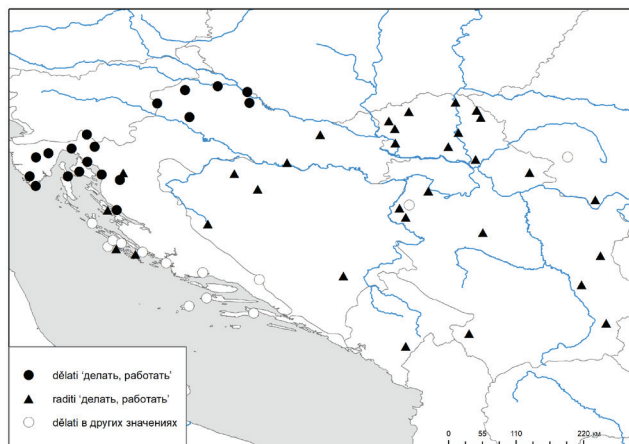 dělati ‘делать, работать’
raditi ‘делать, работать’
dělati в других значениях
0 55 110 220 км